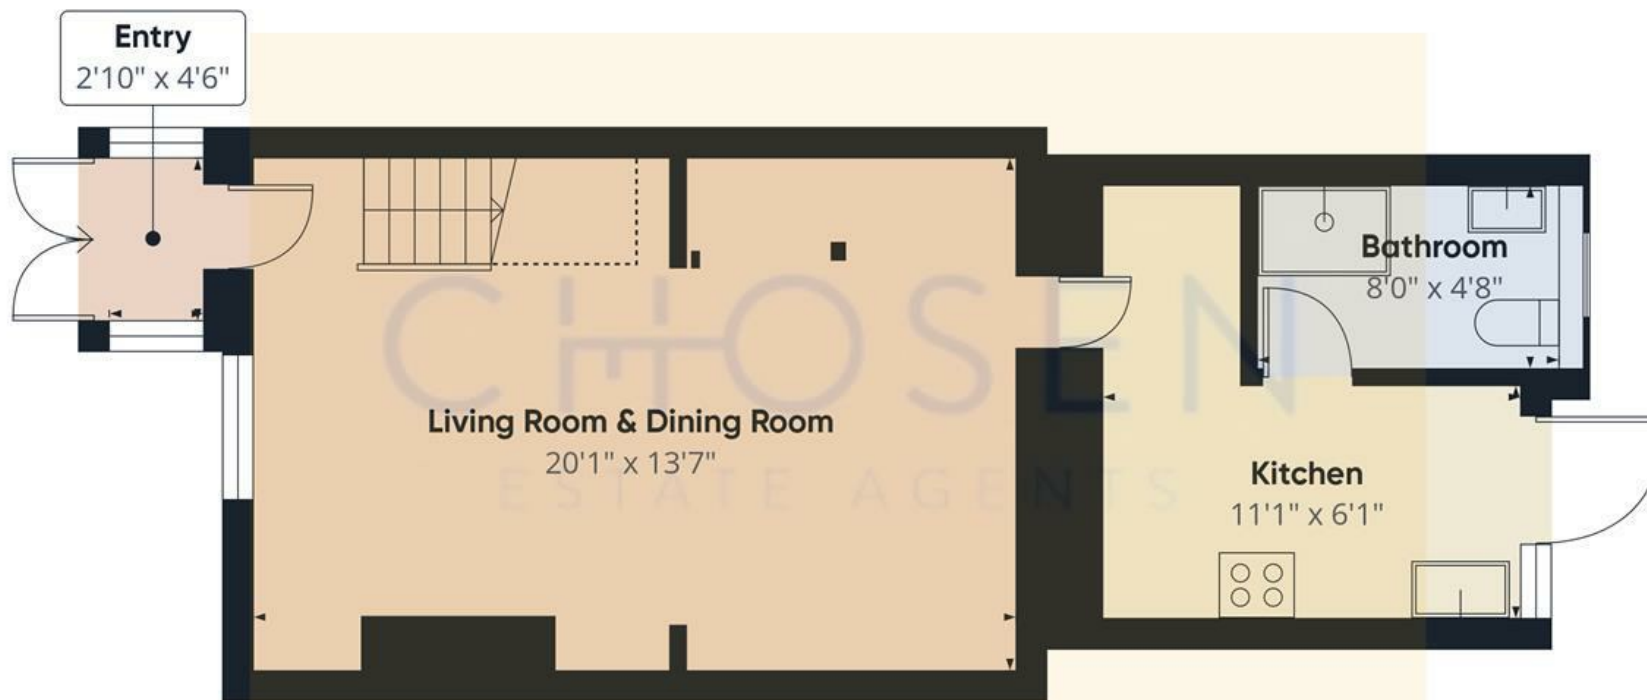 Entry
2'10" x 4'6"
Bathroom
8'0" x 4'8"
CHOSEN
Living Room & Dining Room
20'1" x 13'7"
ESTATE AGENTS
Kitchen
11'1" x 6'1"